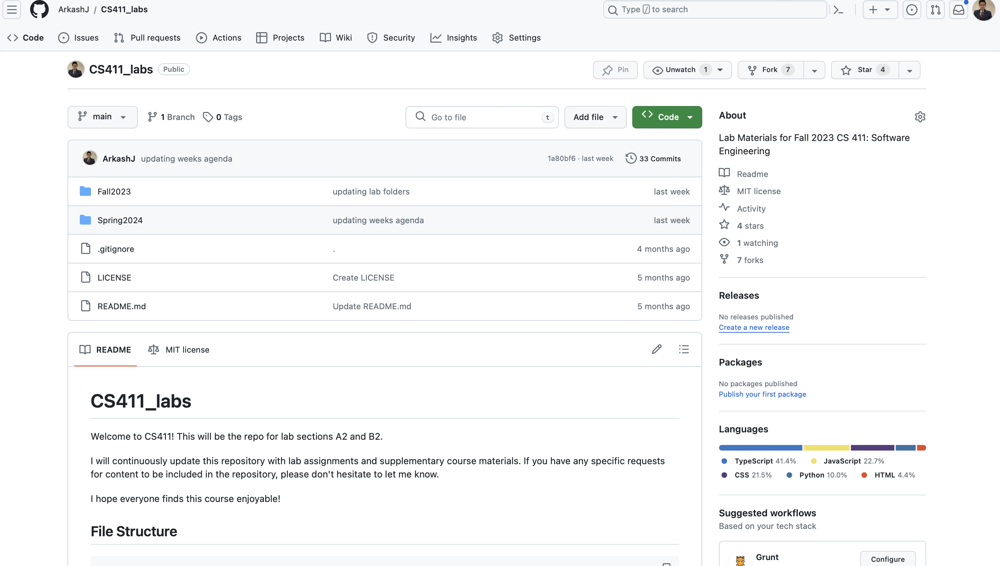 ArkashJ / CS411_labs
Type / to search
Code Issues Pull requests Actions Projects Wiki Security Insights Settings
CS411_labs Public
Pin Unwatch 1 Fork 7 Star 4
main 1 Branch 0 Tags Go to file t Add file Code
ArkashJ updating weeks agenda 1a80bf6 · last week 33 Commits
Fall2023 updating lab folders last week
Spring2024 updating weeks agenda last week
.gitignore . 4 months ago
LICENSE Create LICENSE 5 months ago
README.md Update README.md 5 months ago
README MIT license
CS411_labs
Welcome to CS411! This will be the repo for lab sections A2 and B2.
I will continuously update this repository with lab assignments and supplementary course materials. If you have any specific requests
for content to be included in the repository, please don't hesitate to let me know.
I hope everyone finds this course enjoyable!
File Structure
About
Lab Materials for Fall 2023 CS 411: Software
Engineering
Readme
MIT license
Activity
4 stars
1 watching
7 forks
Releases
No releases published
Create a new release
Packages
No packages published
Publish your first package
Languages
TypeScript 41.4% JavaScript 22.7%
CSS 21.5% Python 10.0% HTML 4.4%
Suggested workflows
Based on your tech stack
Grunt Configure